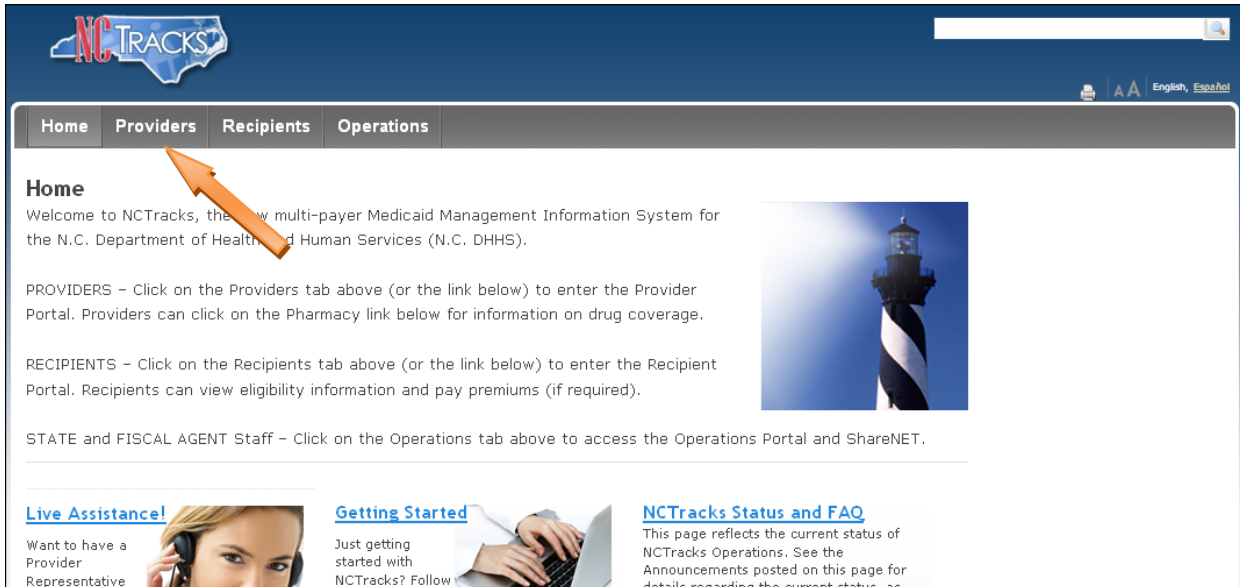 NCTRACKS
English, Español
Home Providers Recipients Operations
Home
Welcome to NCTracks, the multi-payer Medicaid Management Information System for
the N.C. Department of Health Human Services (N.C. DHHS).
PROVIDERS – Click on the Providers tab above (or the link below) to enter the Provider
Portal. Providers can click on the Pharmacy link below for information on drug coverage.
RECIPIENTS – Click on the Recipients tab above (or the link below) to enter the Recipient
Portal. Recipients can view eligibility information and pay premiums (if required).
STATE and FISCAL AGENT Staff – Click on the Operations tab above to access the Operations Portal and ShareNET.
Live Assistance!
Want to have a
Provider
Representative
Getting Started
Just getting
started with
NCTracks? Follow
NCTracks Status and FAQ
This page reflects the current status of
NCTracks Operations. See the
Announcements posted on this page for
details regarding the current status, as